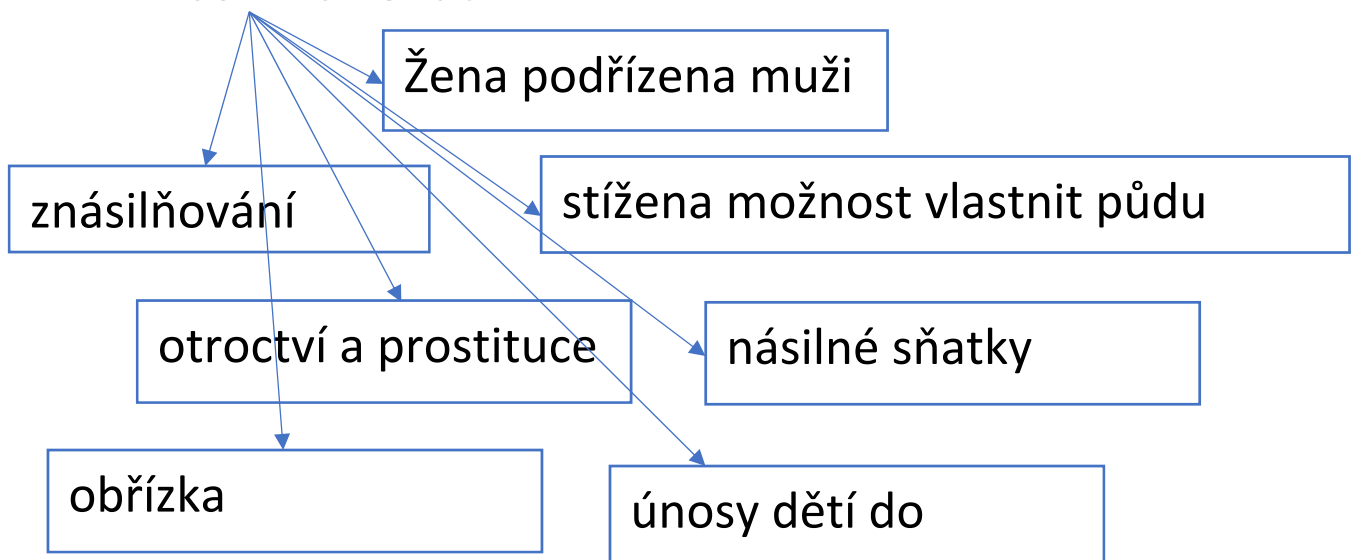 Žena podřízena muži
znásilňování
stížena možnost vlastnit půdu
otroctví a prostituce
násilné sňatky
obřízka
únosy dětí do